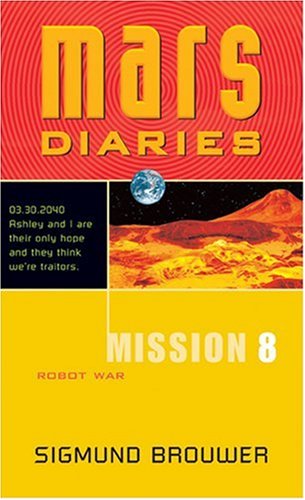 mars
DIARIES
03.30.2040
Ashley and I are
their only hope
and they think
we're traitors.
MISSION 8
ROBOT WAR
SIGMUND BROUWER